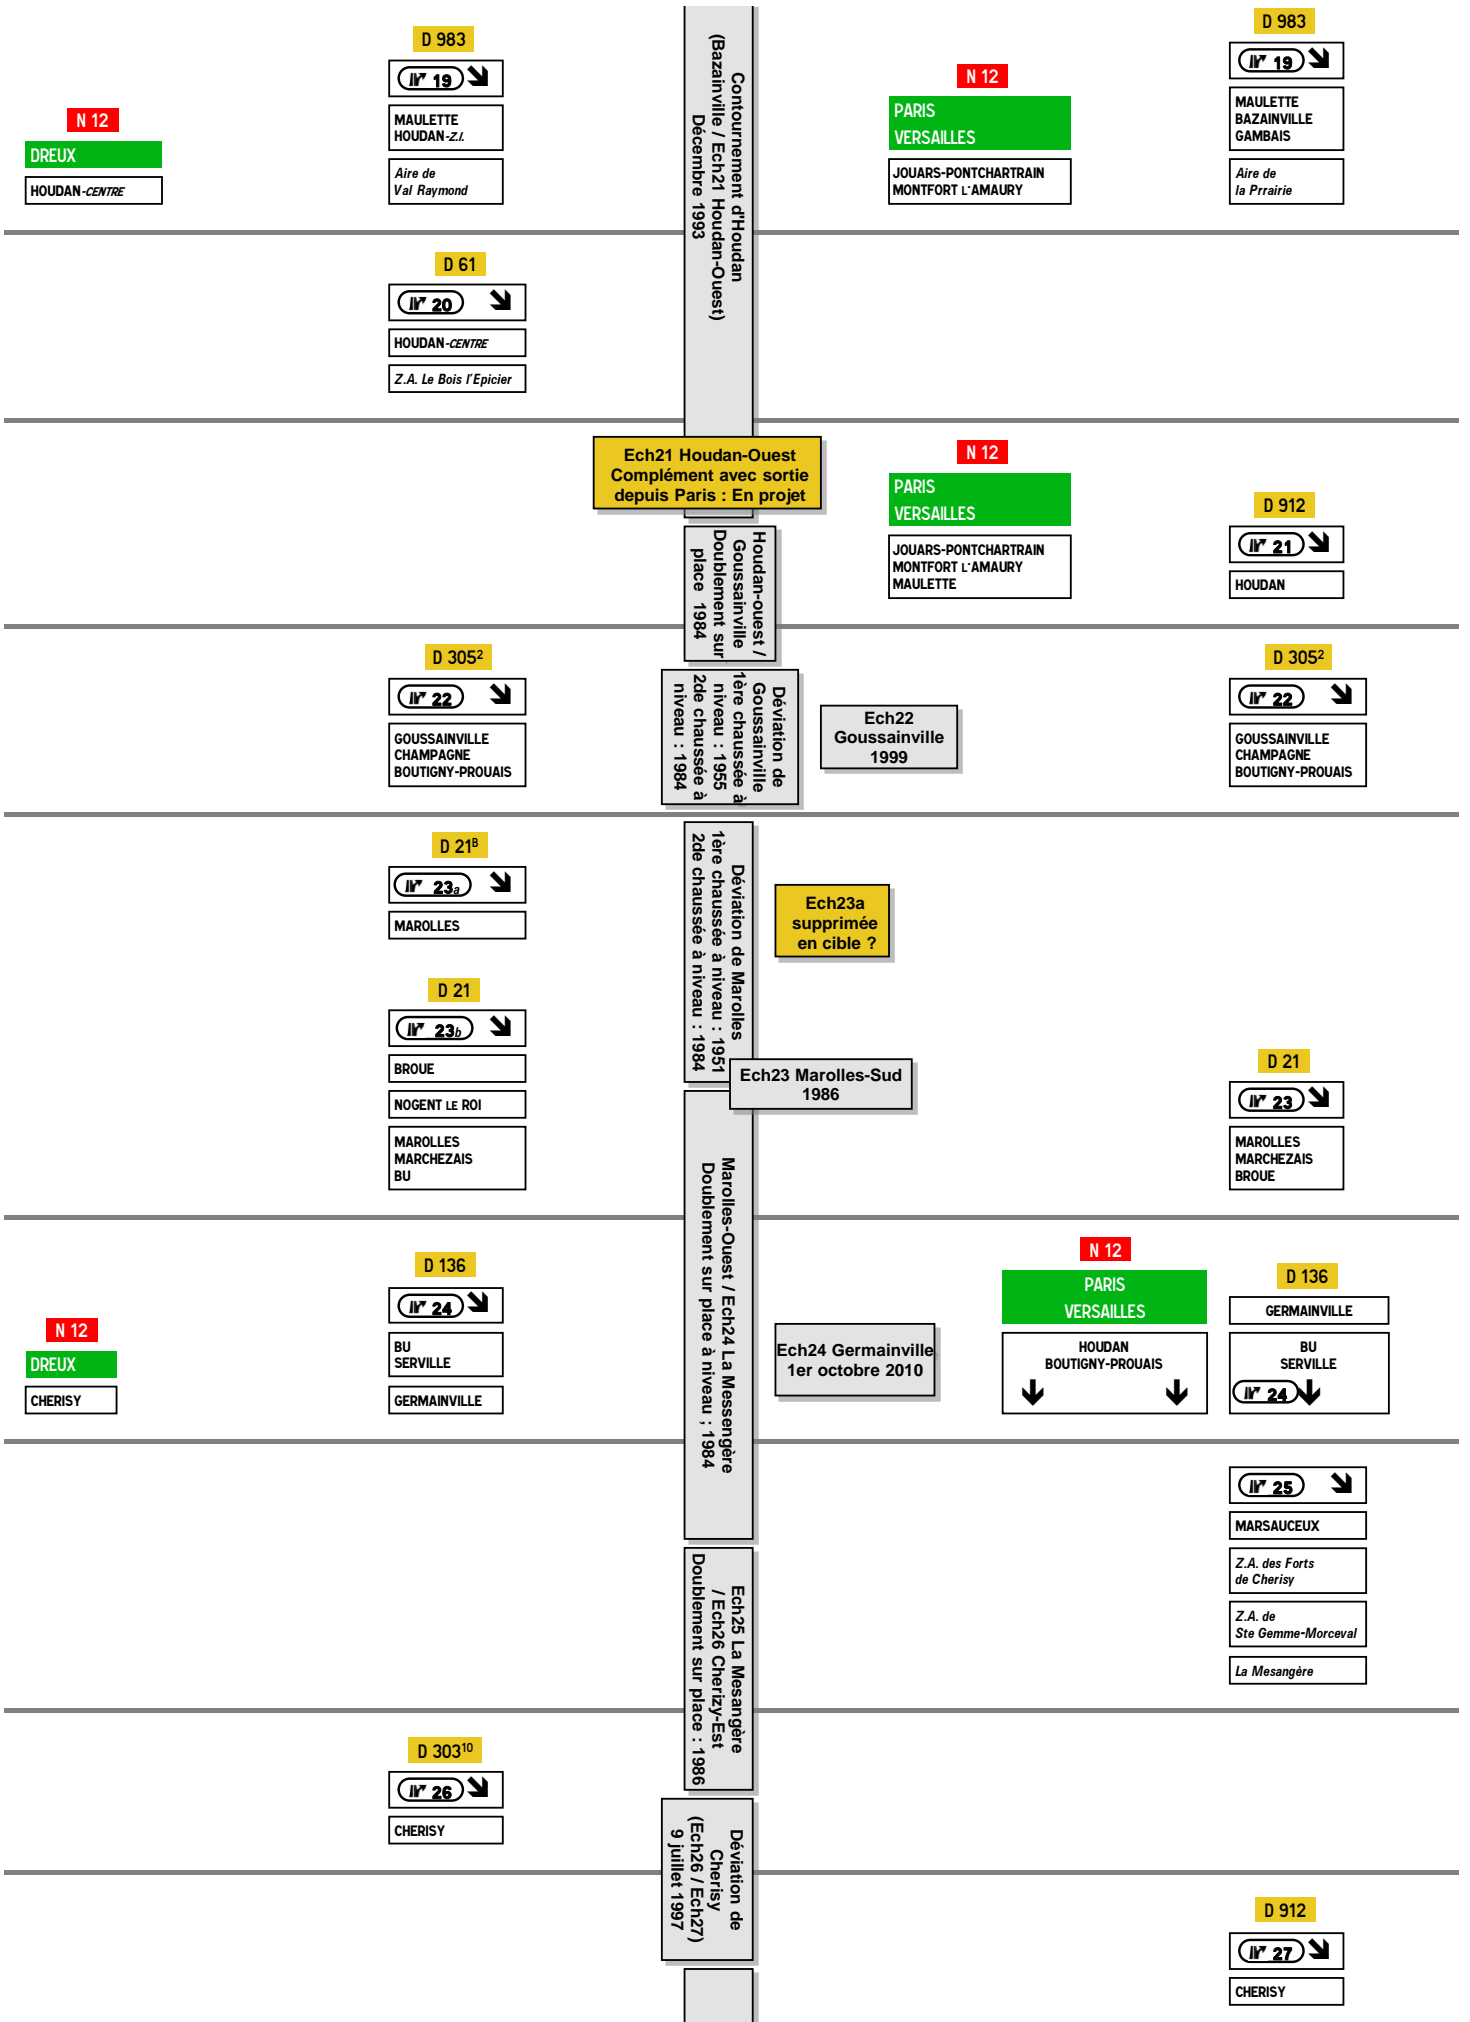 D 983
19
MAULETTE
HOUDAN-Z.I.
Aire de
Val Raymond
N 12
DREUX
HOUDAN-CENTRE
Contournement d'Houdan
(Bazainville / Ech21 Houdan-Ouest)
Décembre 1993
N 12
PARIS
VERSAILLES
JOUARS-PONTCHARTRAIN
MONTFORT L'AMAURY
D 983
19
MAULETTE
BAZAINVILLE
GAMBAIS
Aire de
la Prrairie
D 61
20
HOUDAN-CENTRE
Z.A. Le Bois l'Epicier
Ech21 Houdan-Ouest
Complément avec sortie
depuis Paris : En projet
N 12
PARIS
VERSAILLES
JOUARS-PONTCHARTRAIN
MONTFORT L'AMAURY
MAULETTE
D 912
21
HOUDAN
Houdan-ouest /
Goussainville
Doublement sur
place 1984
D 305²
22
GOUSSAINVILLE
CHAMPAGNE
BOUTIGNY-PROUAIS
Déviation de
Goussainville
1ère chaussée à
niveau : 1955
2de chaussée à
niveau : 1984
Ech22
Goussainville
1999
D 305²
22
GOUSSAINVILLE
CHAMPAGNE
BOUTIGNY-PROUAIS
D 21ᴮ
23a
MAROLLES
Déviation de Marolles
1ère chaussée à niveau : 1951
2de chaussée à niveau : 1984
Ech23a
supprimée
en cible ?
D 21
23b
BROUE
NOGENT LE ROI
MAROLLES
MARCHEZAIS
BU
Ech23 Marolles-Sud
1986
D 21
23
MAROLLES
MARCHEZAIS
BROUE
Marolles-Ouest / Ech24 La Messengère
Doublement sur place à niveau ; 1984
N 12
DREUX
CHERISY
D 136
24
BU
SERVILLE
GERMAINVILLE
Ech24 Germainville
1er octobre 2010
N 12
PARIS
VERSAILLES
HOUDAN
BOUTIGNY-PROUAIS
D 136
GERMAINVILLE
BU
SERVILLE
24
25
MARSAUCEUX
Z.A. des Forts
de Cherisy
Z.A. de
Ste Gemme-Morceval
La Mesangère
Ech25 La Mesangère
/ Ech26 Cherizy-Est
Doublement sur place : 1986
D 303¹⁰
26
CHERISY
Déviation de
Cherisy
(Ech26 / Ech27)
9 juillet 1997
D 912
27
CHERISY